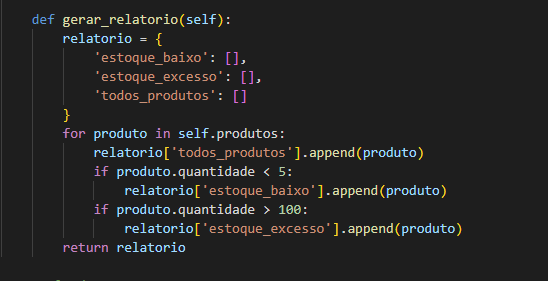 def gerar_relatorio(self):
    relatorio = {
        'estoque_baixo': [],
        'estoque_excesso': [],
        'todos_produtos': []
    }
    for produto in self.produtos:
        relatorio['todos_produtos'].append(produto)
        if produto.quantidade < 5:
            relatorio['estoque_baixo'].append(produto)
        if produto.quantidade > 100:
            relatorio['estoque_excesso'].append(produto)
    return relatorio